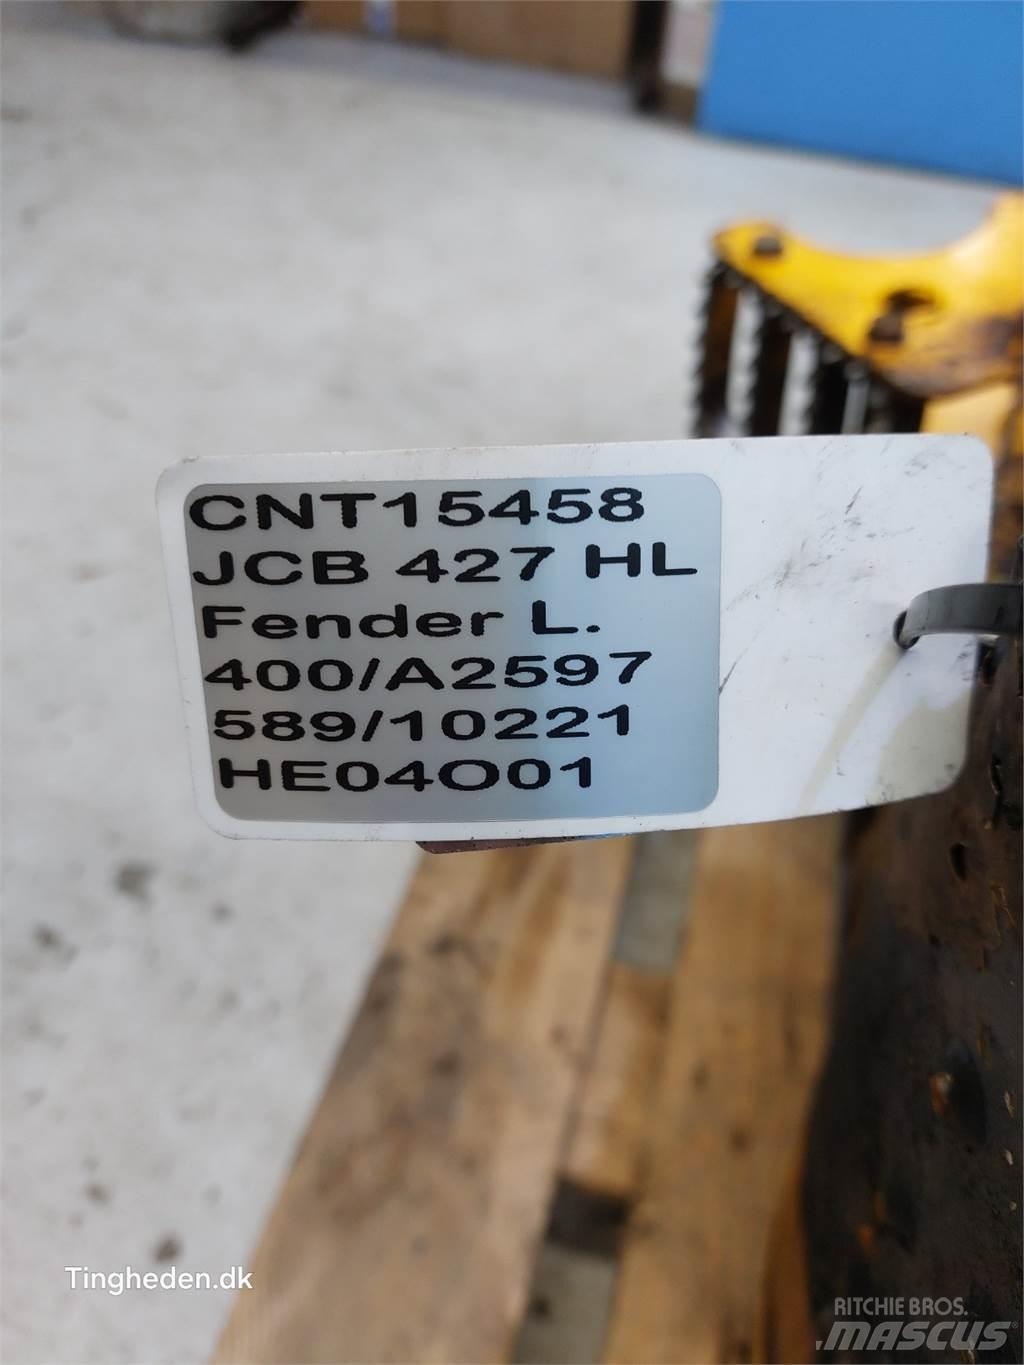 CNT15458
JCB 427 HL
Fender L.
400/A2597
589/10221
HE04O01
Tingheden.dk
RITCHIE BROS.
MASCUS